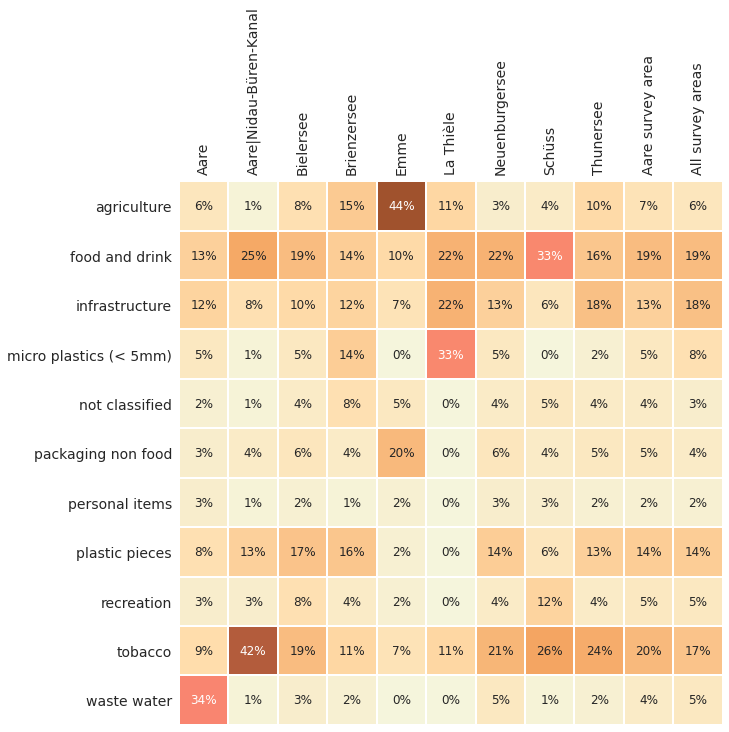 Aare Aare|Nidau-Büren-Kanal Bielersee Brienzersee Emme La Thièle Neuenburgersee Schüss Thunersee Aare survey area All survey areas
agriculture 6% 1% 8% 15% 44% 11% 3% 4% 10% 7% 6%
food and drink 13% 25% 19% 14% 10% 22% 22% 33% 16% 19% 19%
infrastructure 12% 8% 10% 12% 7% 22% 13% 6% 18% 13% 18%
micro plastics (< 5mm) 5% 1% 5% 14% 0% 33% 5% 0% 2% 5% 8%
not classified 2% 1% 4% 8% 5% 0% 4% 5% 4% 4% 3%
packaging non food 3% 4% 6% 4% 20% 0% 6% 4% 5% 5% 4%
personal items 3% 1% 2% 1% 2% 0% 3% 3% 2% 2% 2%
plastic pieces 8% 13% 17% 16% 2% 0% 14% 6% 13% 14% 14%
recreation 3% 3% 8% 4% 2% 0% 4% 12% 4% 5% 5%
tobacco 9% 42% 19% 11% 7% 11% 21% 26% 24% 20% 17%
waste water 34% 1% 3% 2% 0% 0% 5% 1% 2% 4% 5%